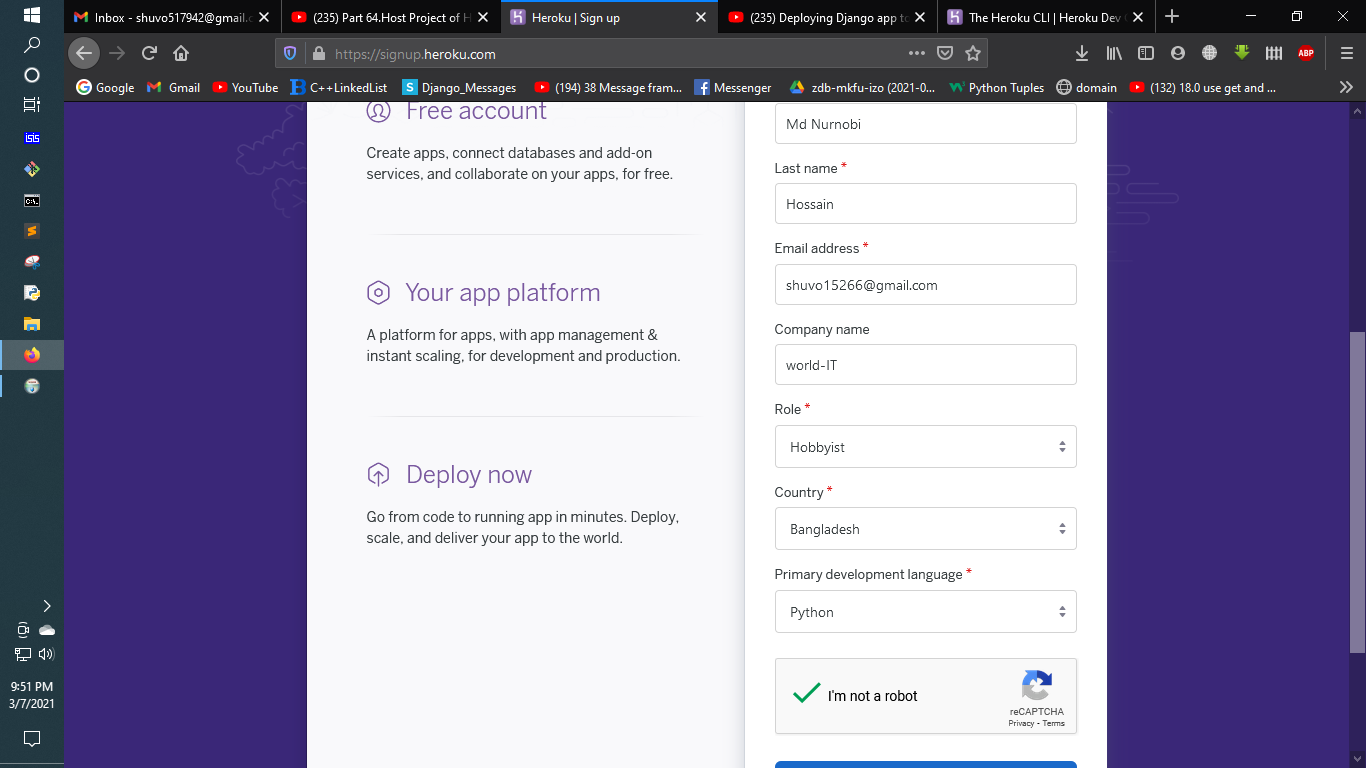 Inbox - shuvo517942@gmail.c
(235) Part 64.Host Project of H
Heroku | Sign up
(235) Deploying Django app to
The Heroku CLI | Heroku Dev C
https://signup.heroku.com
Google
Gmail
YouTube
C++LinkedList
Django_Messages
(194) 38 Message fram...
Messenger
zdb-mkfu-izo (2021-0...
Python Tuples
domain
(132) 18.0 use get and ...
ABP
isis
Free account
Create apps, connect databases and add-on
services, and collaborate on your apps, for free.
Your app platform
A platform for apps, with app management &
instant scaling, for development and production.
Deploy now
Go from code to running app in minutes. Deploy,
scale, and deliver your app to the world.
Md Nurnobi
Last name *
Hossain
Email address *
shuvo15266@gmail.com
Company name
world-IT
Role *
Hobbyist
Country *
Bangladesh
Primary development language *
Python
I'm not a robot
reCAPTCHA
Privacy - Terms
9:51 PM
3/7/2021